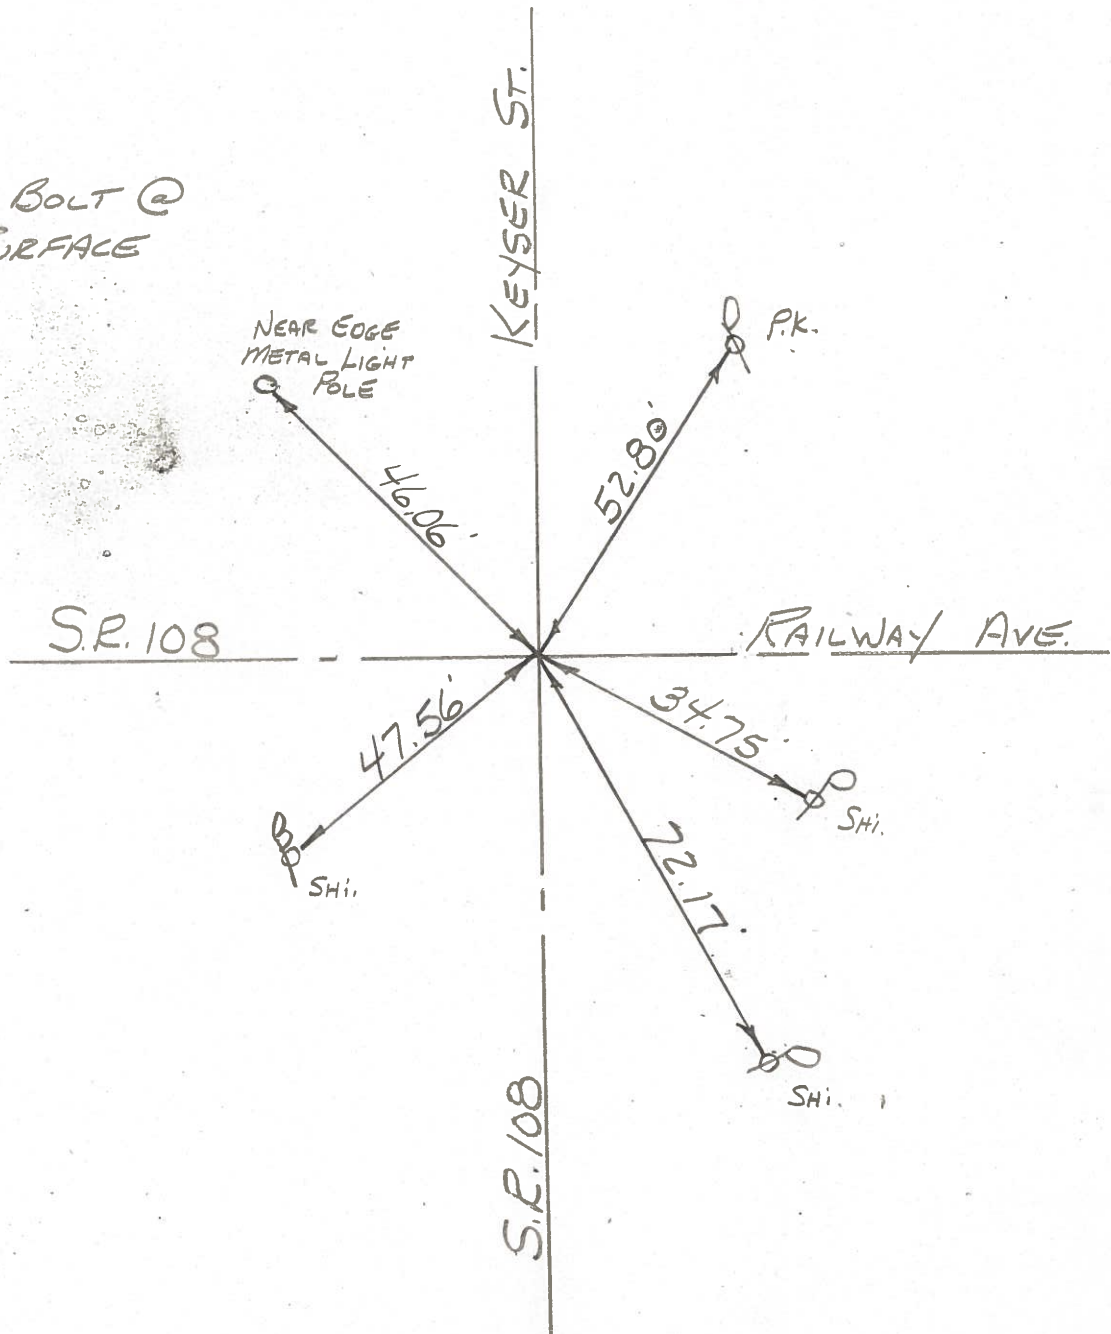 KEYSER ST.
BOLT @
URFACE
NEAR EDGE
METAL LIGHT
POLE
P.K.
46.06'
52.80'
S.R. 108
RAILWAY AVE.
47.56'
34.75'
SHI.
SHI.
72.17'
SHI.
S.R. 108